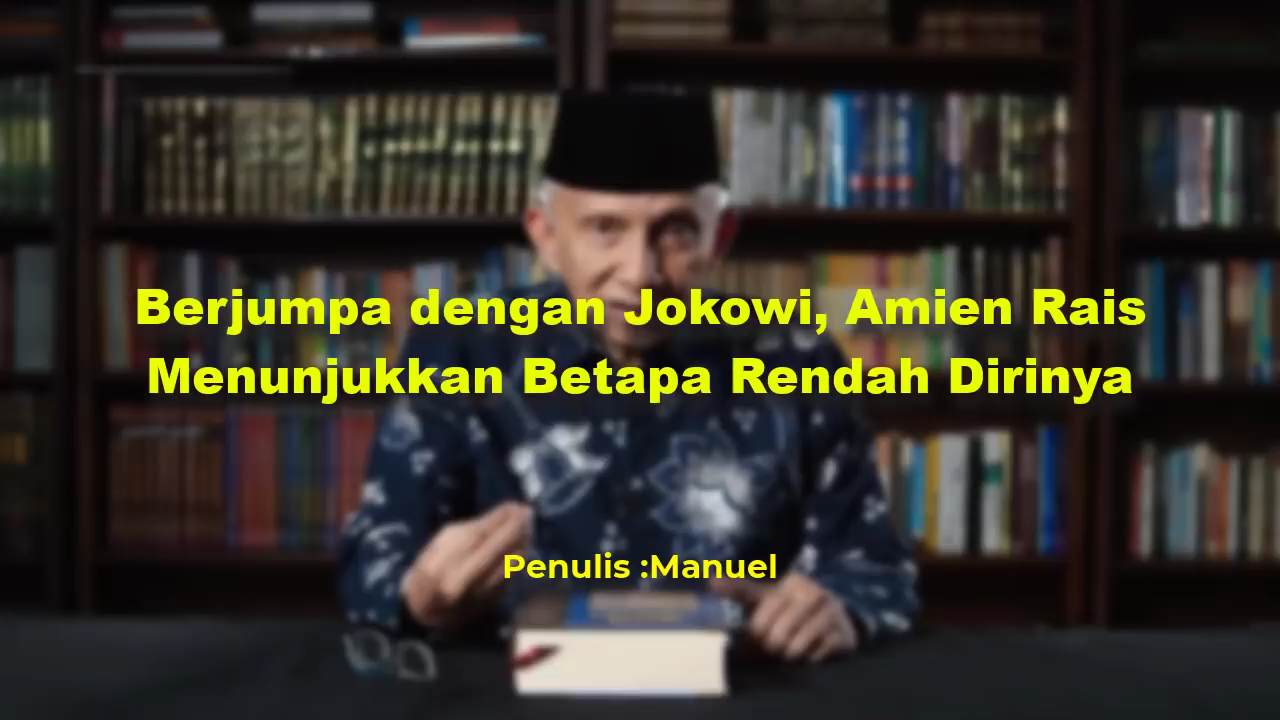 Berjumpa dengan Jokowi, Amien Rais
Menunjukkan Betapa Rendah Dirinya
Penulis :Manuel